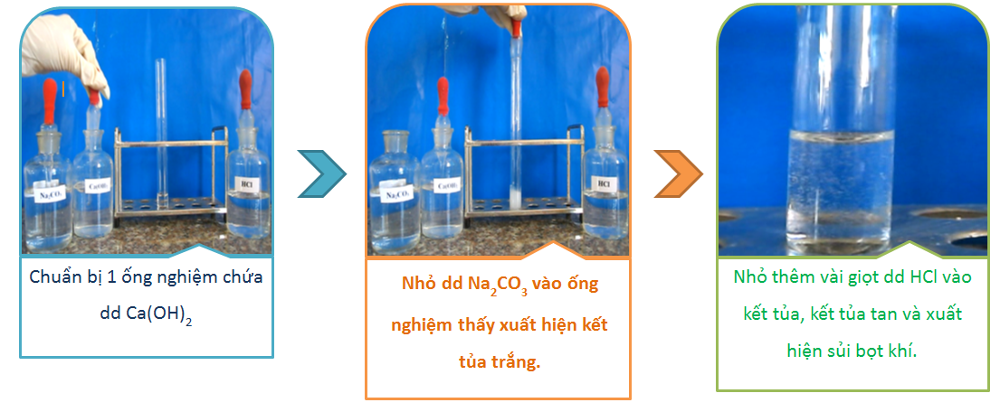 Na₂CO₃
Ca(OH)₂
HCl
Na₂CO₃
Ca(OH)₂
HCl
Chuẩn bị 1 ống nghiệm chứa
dd Ca(OH)₂
Nhỏ dd Na₂CO₃ vào ống
nghiệm thấy xuất hiện kết
tủa trắng.
Nhỏ thêm vài giọt dd HCl vào
kết tủa, kết tủa tan và xuất
hiện sủi bọt khí.